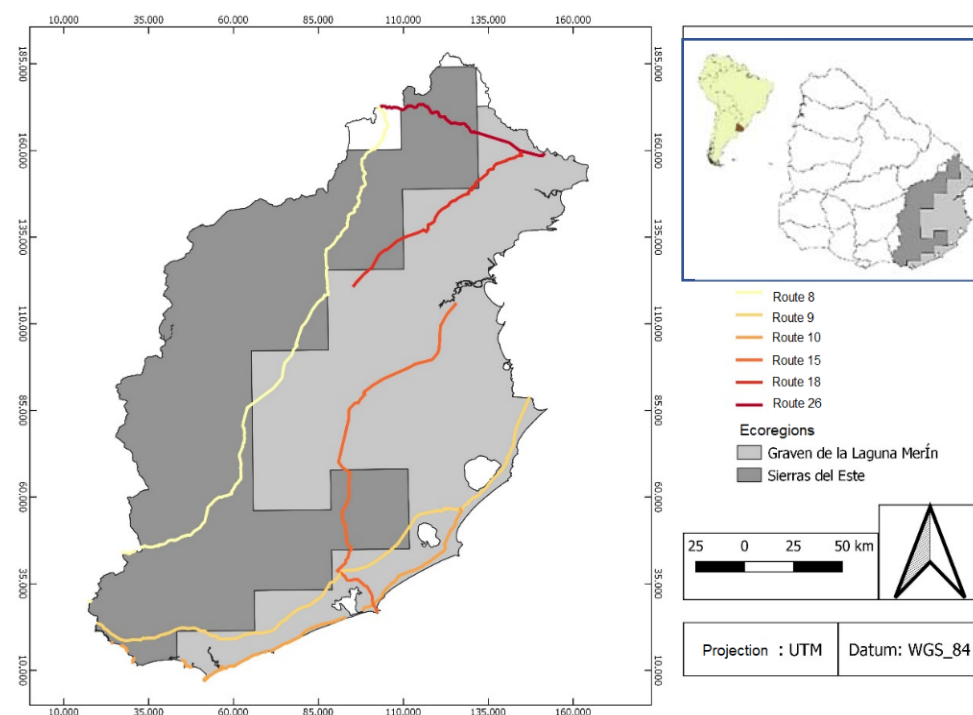 10.000 35.000 60.000 85.000 110.000 135.000 160.000
185.000 185.000
160.000 160.000
135.000 135.000
110.000 110.000
85.000 85.000
60.000 60.000
35.000 35.000
10.000 10.000
10.000 35.000 60.000 85.000 110.000 135.000 160.000
Route 8
Route 9
Route 10
Route 15
Route 18
Route 26
Ecoregions
Graven de la Laguna MerÍn
Sierras del Este
25 0 25 50 km
Projection : UTM
Datum: WGS_84